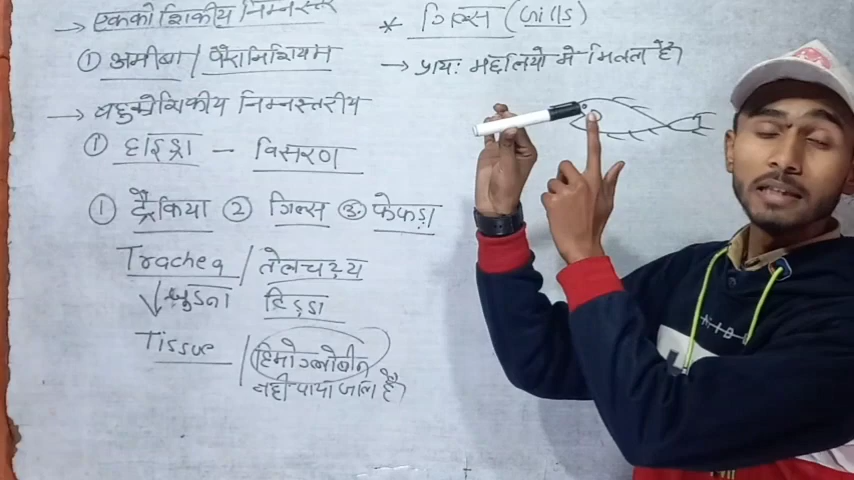 → एककोशिकीय / निम्नस्तर
① अमीबा / पैरामिशियम
→ बहुकोशिकीय निम्नस्तरीय
① हाइड्रा - विसरण
① ट्रैकिया ② गिल्स ③ फेफड़ा
Trachea / तेलचट्टा
जुड़ना टिड्डा
Tissue / हिमोग्लोबीन
नही पाया जाता है।
* गिल्स (Gills)
→ प्रायः मछलियो मे मिलता है।